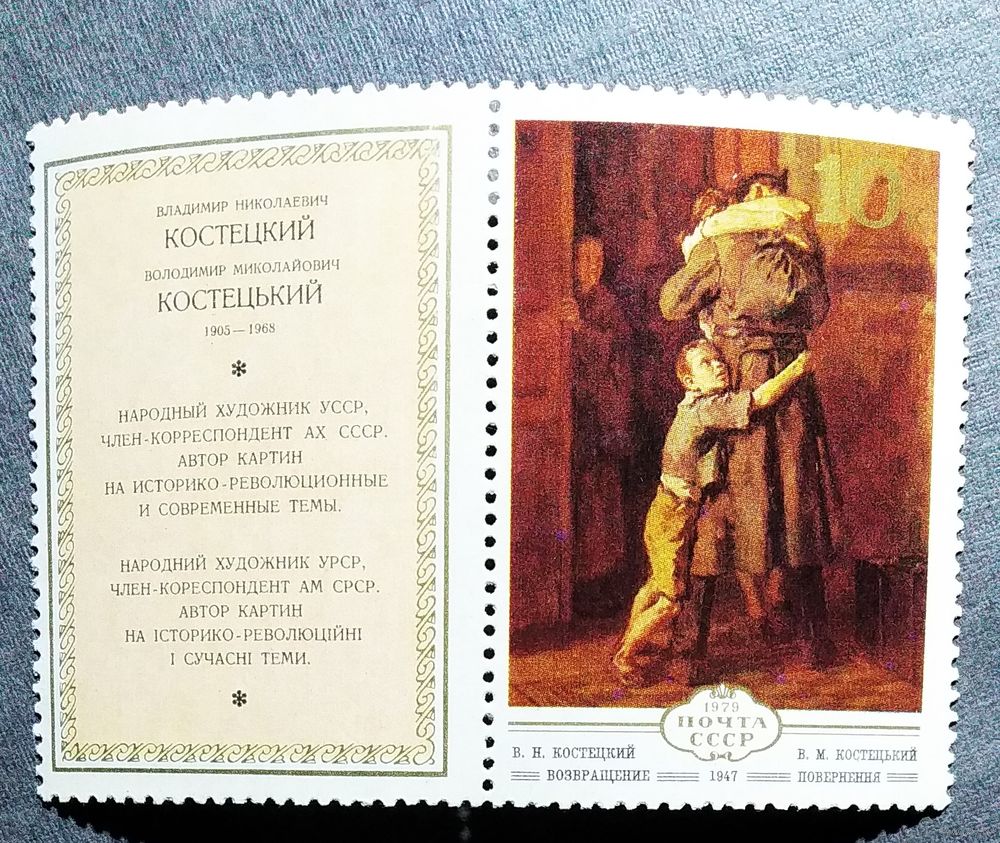 ВЛАДИМИР НИКОЛАЕВИЧ
КОСТЕЦКИЙ
ВОЛОДИМИР МИКОЛАЙОВИЧ
КОСТЕЦЬКИЙ
1905 — 1968
*
НАРОДНЫЙ ХУДОЖНИК УССР,
ЧЛЕН-КОРРЕСПОНДЕНТ АХ СССР.
АВТОР КАРТИН
НА ИСТОРИКО-РЕВОЛЮЦИОННЫЕ
И СОВРЕМЕННЫЕ ТЕМЫ.
НАРОДНИЙ ХУДОЖНИК УРСР,
ЧЛЕН-КОРЕСПОНДЕНТ АМ СРСР.
АВТОР КАРТИН
НА ІСТОРИКО-РЕВОЛЮЦІЙНІ
І СУЧАСНІ ТЕМИ.
*
10
1979
ПОЧТА
СССР
В. Н. КОСТЕЦКИЙ В. М. КОСТЕЦЬКИЙ
ВОЗВРАЩЕНИЕ 1947 ПОВЕРНЕННЯ